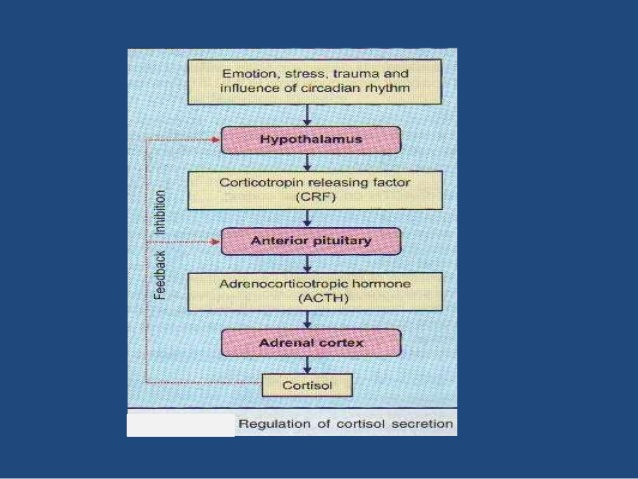 Emotion, stress, trauma and
influence of circadian rhythm
Hypothalamus
Corticotropin releasing factor
(CRF)
Anterior pituitary
Adrenocorticotropic hormone
(ACTH)
Adrenal cortex
Cortisol
Feedback Inhibition
Regulation of cortisol secretion